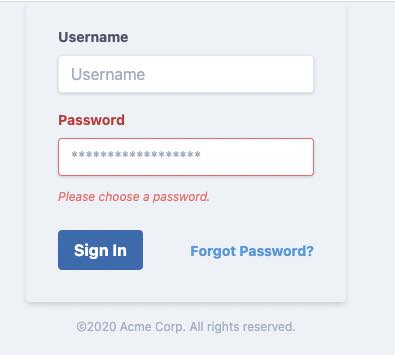 Username
Username
Password
******************
Please choose a password.
Sign In
Forgot Password?
©2020 Acme Corp. All rights reserved.